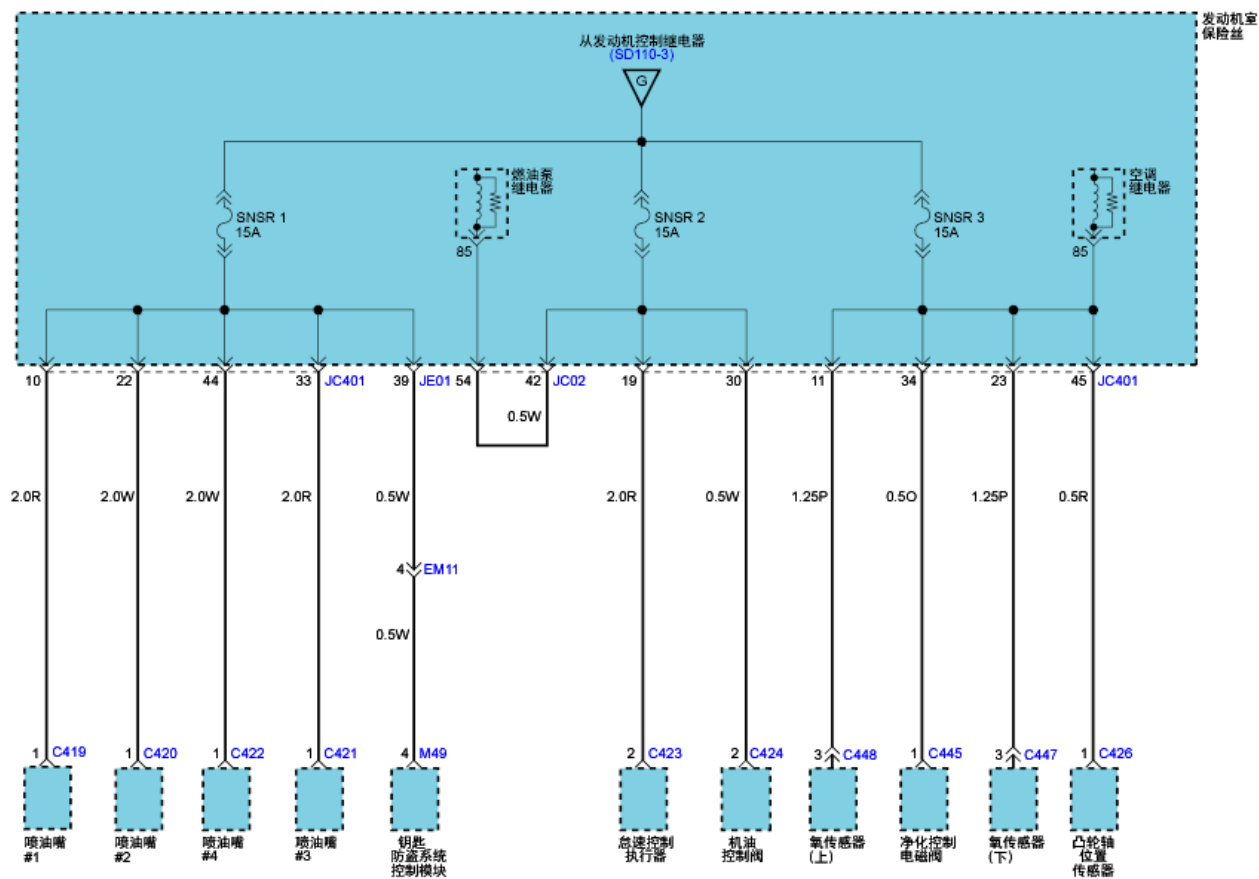 发动机室
保险丝
从发动机控制继电器
(SD110-3)
G
燃油泵
继电器
空调
继电器
SNSR 1
15A
SNSR 2
15A
SNSR 3
15A
85
85
10
22
44
33
JC401
39
JE01
54
42
JC02
19
30
11
34
23
45
JC401
0.5W
2.0R
2.0W
2.0W
2.0R
0.5W
2.0R
0.5W
1.25P
0.5O
1.25P
0.5R
4
EM11
0.5W
1
C419
1
C420
1
C422
1
C421
4
M49
2
C423
2
C424
3
C448
1
C445
3
C447
1
C426
喷油嘴
#1
喷油嘴
#2
喷油嘴
#4
喷油嘴
#3
钥匙
防盗系统
控制模块
怠速控制
执行器
机油
控制阀
氧传感器
(上)
净化控制
电磁阀
氧传感器
(下)
凸轮轴
位置
传感器